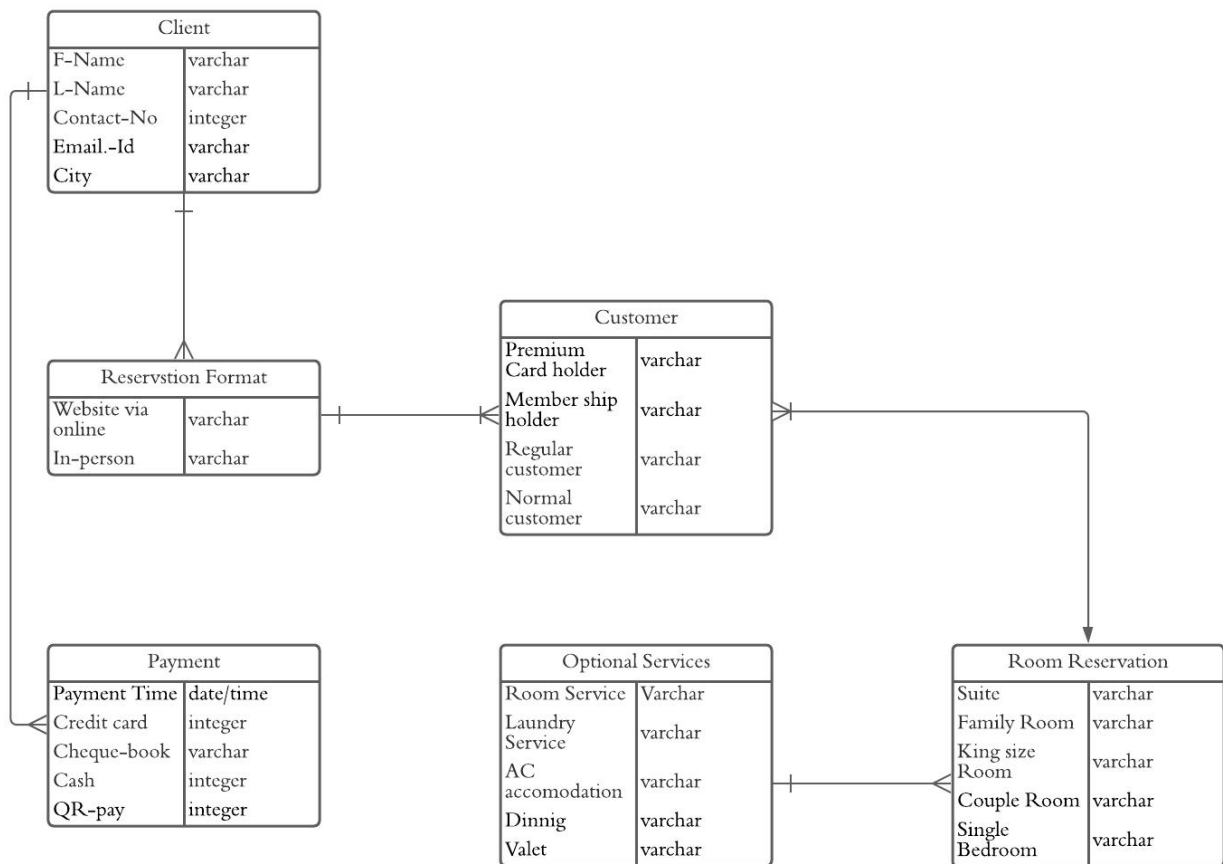 Client
F-Name varchar
L-Name varchar
Contact-No integer
Email.-Id varchar
City varchar
Reservstion Format
Website via
online
varchar
In-person varchar
Customer
Premium
Card holder
varchar
Member ship
holder
varchar
Regular
customer
varchar
Normal
customer
varchar
Payment
Payment Time date/time
Credit card integer
Cheque-book varchar
Cash integer
QR-pay integer
Optional Services
Room Service Varchar
Laundry
Service
varchar
AC
accomodation
varchar
Dinnig varchar
Valet varchar
Room Reservation
Suite varchar
Family Room varchar
King size
Room
varchar
Couple Room varchar
Single
Bedroom
varchar